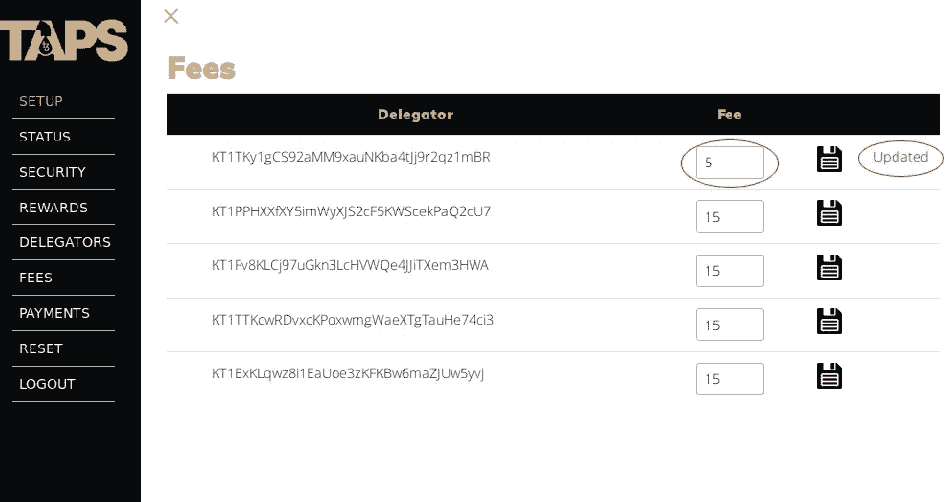 TAPS
SETUP
STATUS
SECURITY
REWARDS
DELEGATORS
FEES
PAYMENTS
RESET
LOGOUT
Fees
Delegator Fee
KT1TKy1gCS92aMM9xauNKba4tJj9r2qz1mBR 5 Updated
KT1PPHXXfXY5imWyXJS2cF5KWScekPaQ2cU7 15
KT1Fv8KLCj97uGkn3LcHVWQe4JJiTXem3HWA 15
KT1TTKcwRDvxcKPoxwmgWaeXTgTauHe74ci3 15
KT1ExKLqwz8i1EaUoe3zKFKBw6maZJUw5yvj 15